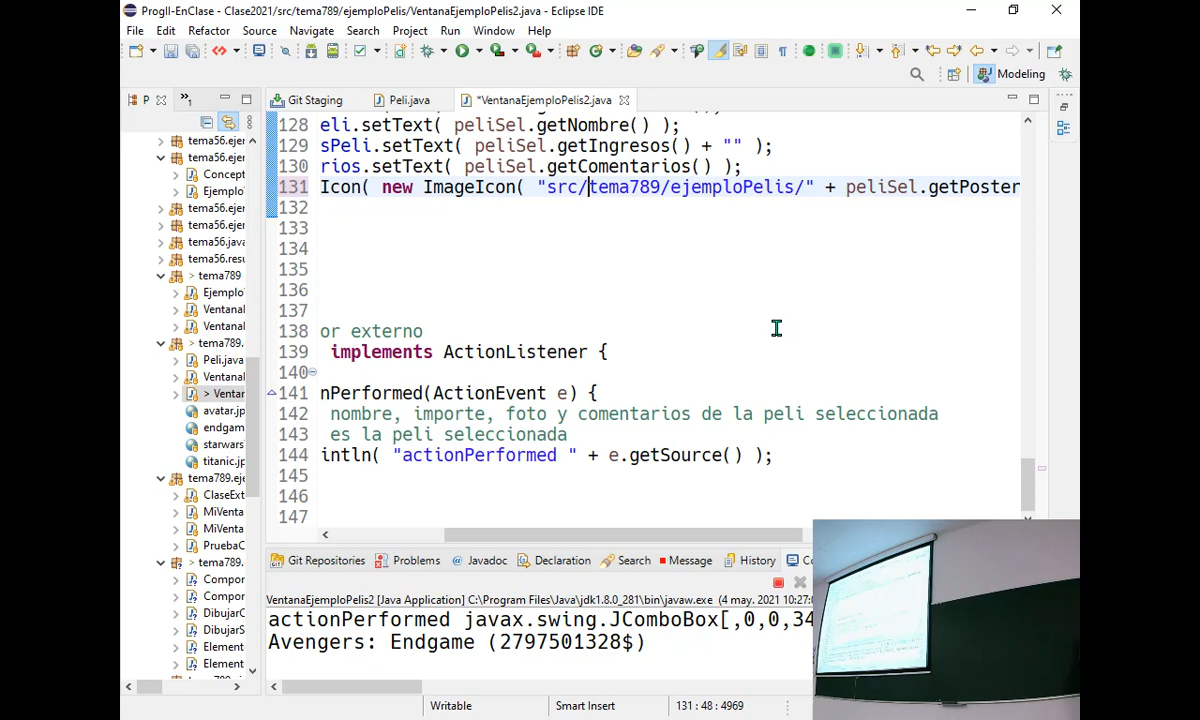 ProgII-EnClase - Clase2021/src/tema789/ejemploPelis/VentanaEjemploPelis2.java - Eclipse IDE
File Edit Refactor Source Navigate Search Project Run Window Help
Modeling
P
»1
Git Staging
Peli.java
*VentanaEjemploPelis2.java
tema56.ejer
tema56.ejer
Concept
Ejemplo
tema56.ejer
tema56.ejer
tema56.java
tema56.resu
> tema789
Ejemplo
Ventanal
Ventanal
> tema789.
Peli.java
Ventanal
> Ventar
avatar.jp
endgam
starwars
titanic.jp
tema789.eje
ClaseExt
MiVenta
MiVenta
PruebaC
> tema789.
Compor
Compor
DibujarC
DibujarS
Element
Element
128 eli.setText( peliSel.getNombre() );
129 sPeli.setText( peliSel.getIngresos() + "" );
130 rios.setText( peliSel.getComentarios() );
131 Icon( new ImageIcon( "src/tema789/ejemploPelis/" + peliSel.getPoster
132
133
134
135
136
137
138 or externo
139 implements ActionListener {
140
141 nPerformed(ActionEvent e) {
142 nombre, importe, foto y comentarios de la peli seleccionada
143 es la peli seleccionada
144 intln( "actionPerformed " + e.getSource() );
145
146
147
Git Repositories Problems Javadoc Declaration Search Message History Co
VentanaEjemploPelis2 [Java Application] C:\Program Files\Java\jdk1.8.0_281\bin\javaw.exe (4 may. 2021 10:27:0
actionPerformed javax.swing.JComboBox[,0,0,34
Avengers: Endgame (2797501328$)
Writable Smart Insert 131 : 48 : 4969